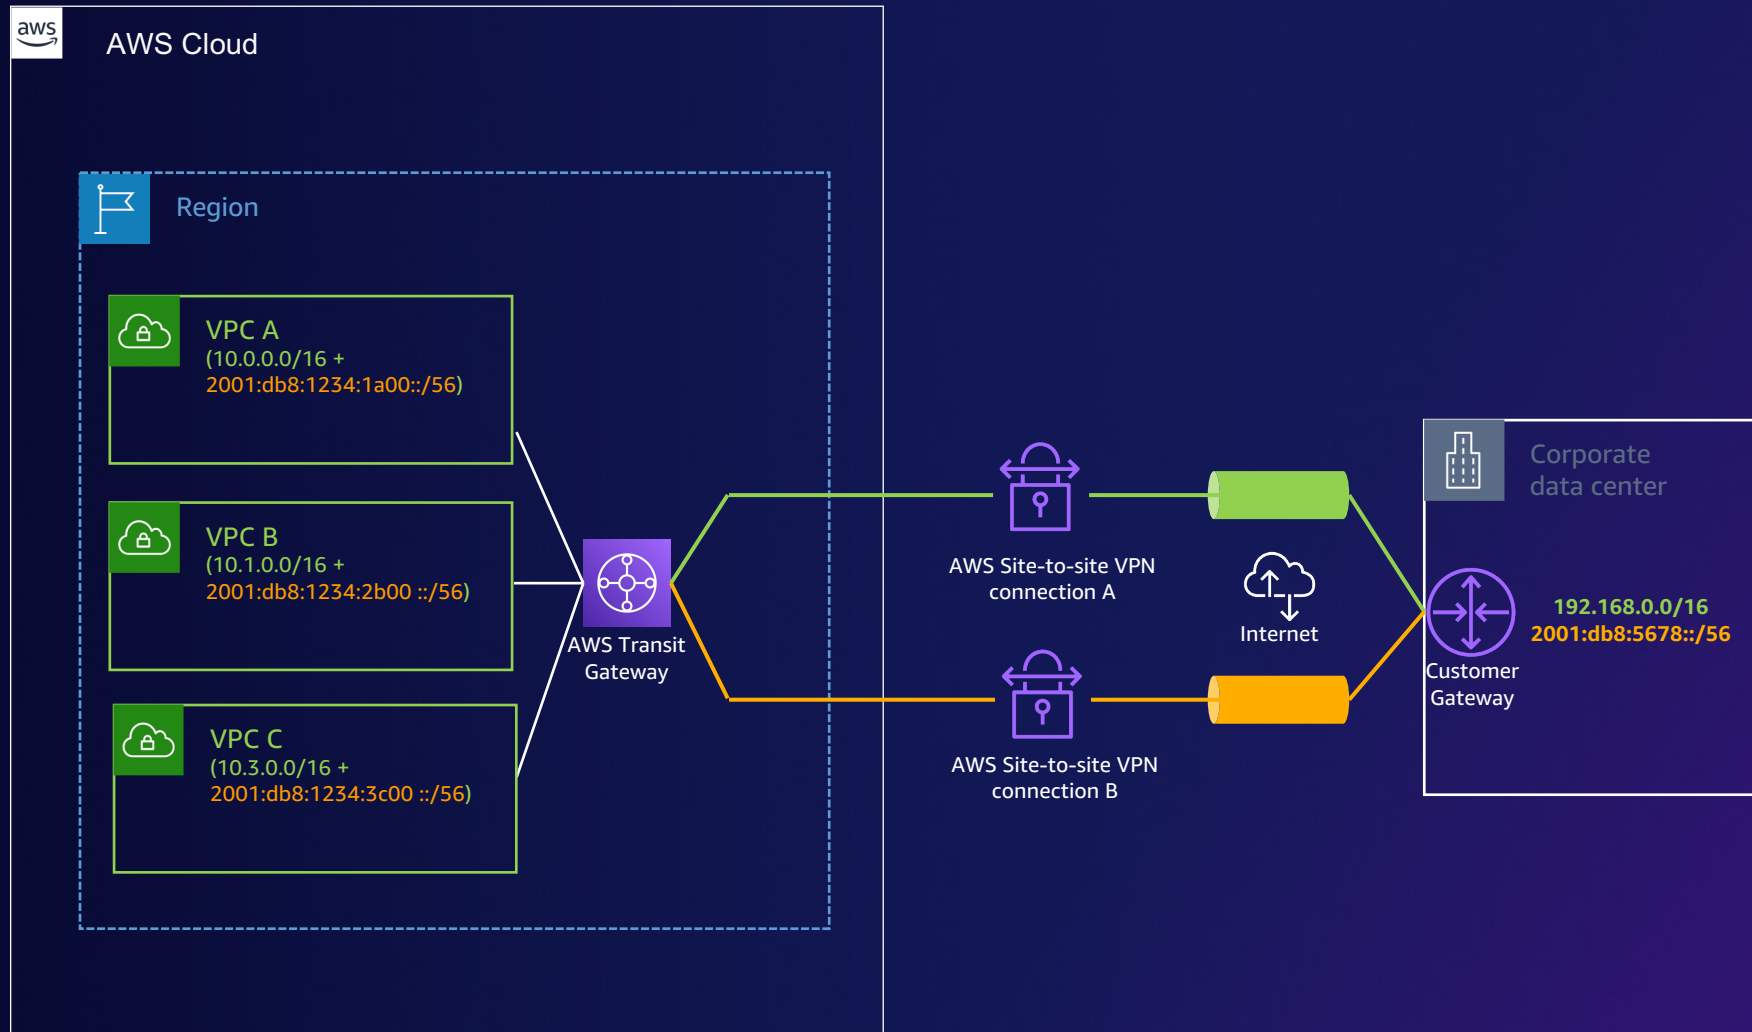 aws
AWS Cloud
Region
VPC A
(10.0.0.0/16 +
2001:db8:1234:1a00::/56)
VPC B
(10.1.0.0/16 +
2001:db8:1234:2b00 ::/56)
VPC C
(10.3.0.0/16 +
2001:db8:1234:3c00 ::/56)
AWS Transit
Gateway
AWS Site-to-site VPN
connection A
Internet
AWS Site-to-site VPN
connection B
Corporate
data center
192.168.0.0/16
2001:db8:5678::/56
Customer
Gateway